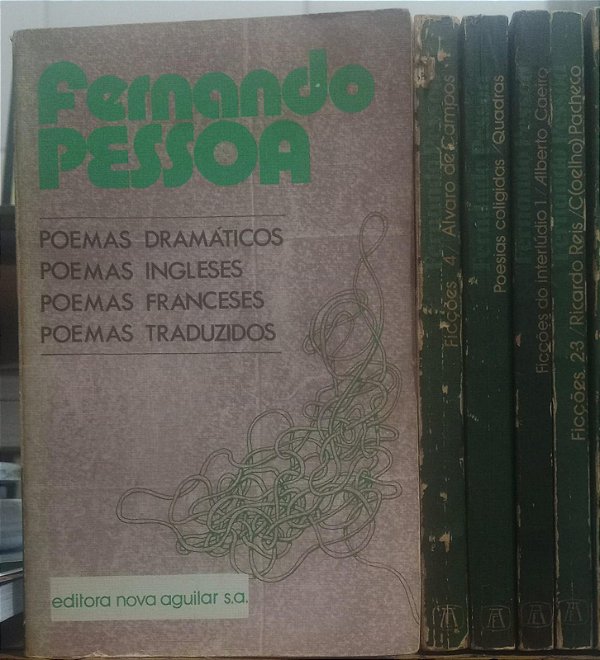 Fernando
PESSOA
POEMAS DRAMÁTICOS
POEMAS INGLESES
POEMAS FRANCESES
POEMAS TRADUZIDOS
editora nova aguilar s.a.
Ficções 4 / Álvaro de Campos
Poesias coligidas / Quadras
Ficções do interlúdio 1 / Alberto Caeiro
Ficções 2-3 / Ricardo Reis / C(oelho) Pacheco